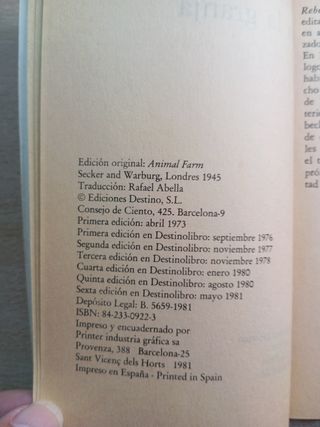 Edición original: Animal Farm
Secker and Warburg, Londres 1945
Traducción: Rafael Abella
© Ediciones Destino, S.L.
Consejo de Ciento, 425. Barcelona-9
Primera edición: abril 1973
Primera edición en Destinolibro: septiembre 1976
Segunda edición en Destinolibro: noviembre 1977
Tercera edición en Destinolibro: noviembre 1978
Cuarta edición en Destinolibro: enero 1980
Quinta edición en Destinolibro: agosto 1980
Sexta edición en Destinolibro: mayo 1981
Depósito Legal: B. 5659-1981
ISBN: 84-233-0922-3
Impreso y encuadernado por
Printer industria gráfica sa
Provenza, 388 Barcelona-25
Sant Vicenç dels Horts 1981
Impreso en España - Printed in Spain